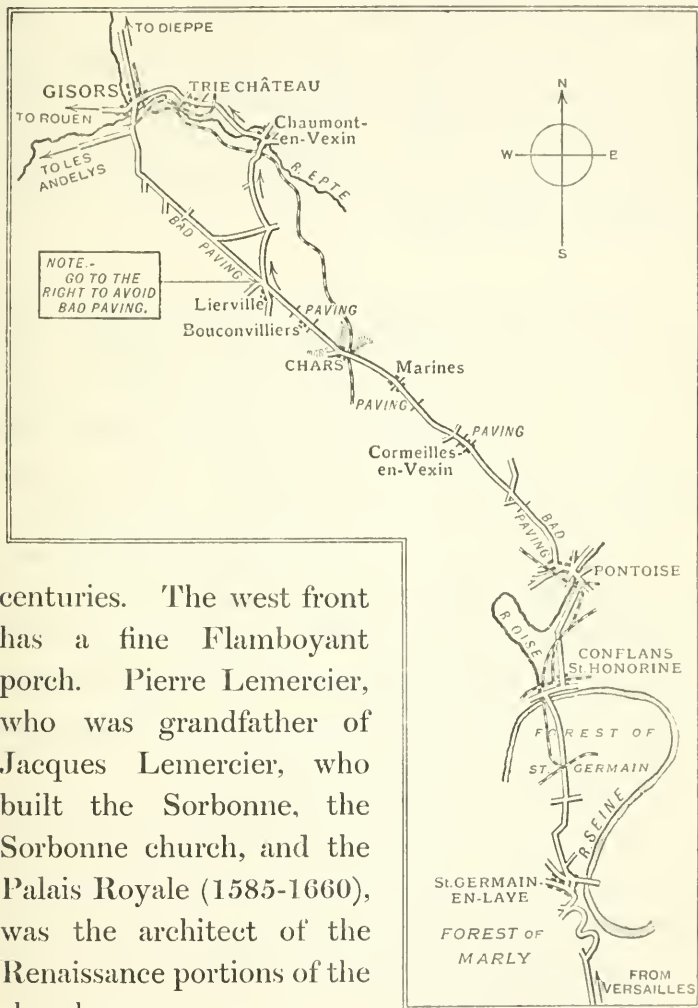 TO DIEPPE
GISORS
TRIE CHÂTEAU
TO ROUEN
Chaumont-
en-Vexin
TO LES
ANDELYS
R. EPTE
N
W
E
S
BAD PAVING
NOTE.-
GO TO THE
RIGHT TO AVOID
BAD PAVING.
Lierville
PAVING
Bouconvilliers
CHARS
Marines
PAVING
PAVING
Cormeilles-
en-Vexin
BAD
PAVING
PONTOISE
R. OISE
CONFLANS
St. HONORINE
FOREST OF
ST. GERMAIN
R. SEINE
St. GERMAIN-
EN-LAYE
FOREST OF
MARLY
FROM
VERSAILLES
centuries. The west front
has a fine Flamboyant
porch. Pierre Lemercier,
who was grandfather of
Jacques Lemercier, who
built the Sorbonne, the
Sorbonne church, and the
Palais Royale (1585-1660),
was the architect of the
Renaissance portions of the